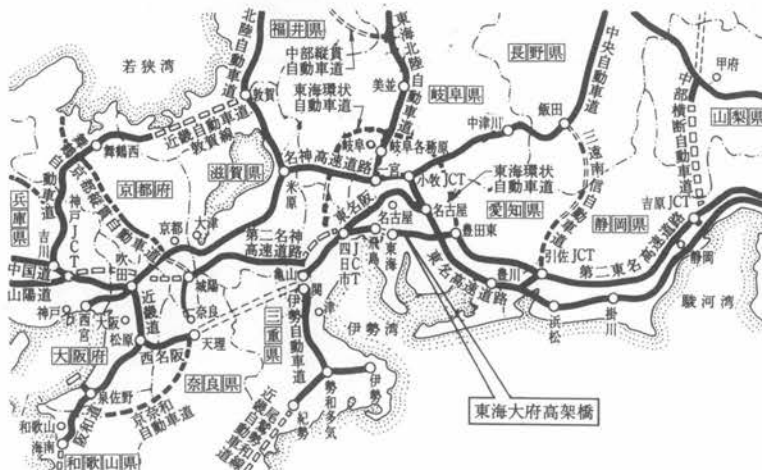 北陸自動車道
福井県
中部縦貫
自動車道
東海北陸自動車道
長野県
中央自動車道
甲府
若狭湾
東海環状
自動車道
美並
岐阜県
飯田
中部横断自動車道
山梨県
敦賀
近畿自動車道
敦賀線
中津川
三遠南信自動車道
舞鶴西
岐阜
岐阜各務原
滋賀県
名神高速道路
一宮
小牧JCT
東海環状
自動車道
兵庫県
京都府
京都縦貫自動車道
米原
東名阪
名古屋
名古屋
愛知県
静岡県
吉原JCT
吉川
神戸JCT
京都
大津
第二名神
高速道路
四日市JCT
飛島
東海
豊田東
引佐JCT
第二東名高速道路
静岡
中国道
山陽道
吹田
城陽
亀山
関
東名高速道路
豊川
駿河湾
神戸
西宮
大阪
松原
近畿道
奈良
天理
津
伊勢湾
浜松
掛川
大阪府
西名阪
三重県
伊勢自動車道
泉佐野
奈良県
京奈和
自動車道
伊勢
東海大府高架橋
和歌山
海南
阪和道
紀勢
勢和多気
近畿自動車道
尾鷲勢和線
和歌山県